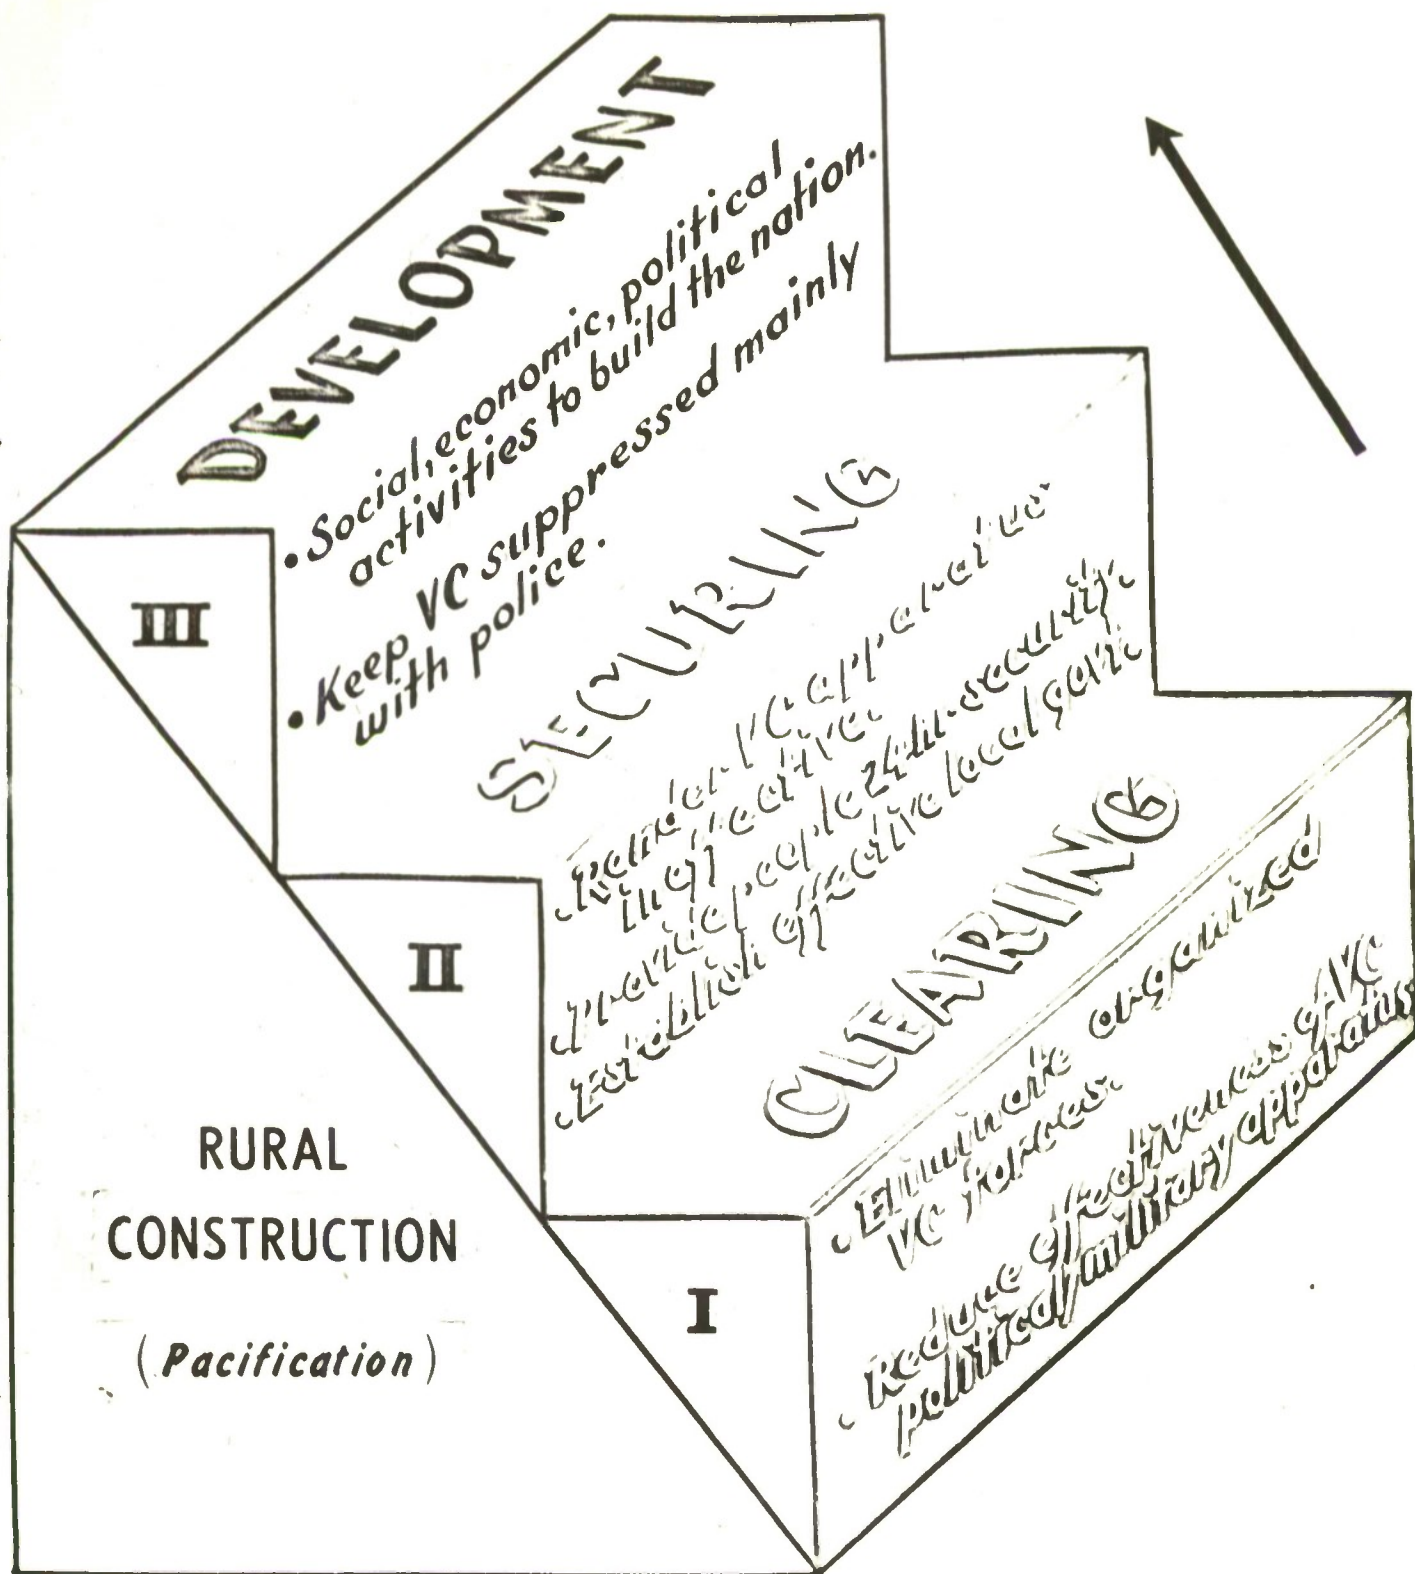 DEVELOPMENT
• Social, economic, political
activities to build the nation.
• Keep VC suppressed mainly
with police.
III
SECURING
• Render VC apparatus
ineffective.
• Provide people 24 hr security.
• Establish effective local govt.
II
CLEARING
• Eliminate organized
VC forces.
• Reduce effectiveness of VC
political/military apparatus.
I
RURAL
CONSTRUCTION
(Pacification)